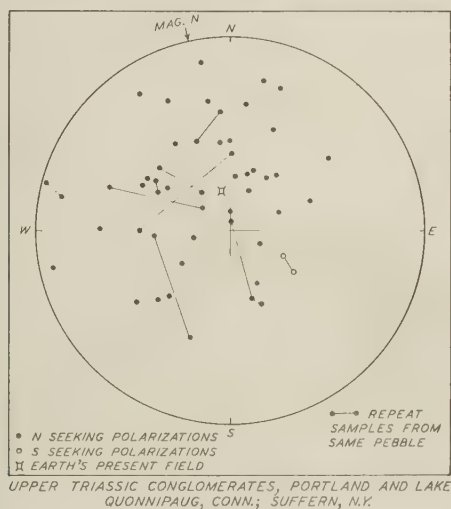 MAG. N
N
W
E
S
N SEEKING POLARIZATIONS
S SEEKING POLARIZATIONS
EARTH'S PRESENT FIELD
REPEAT
SAMPLES FROM
SAME PEBBLE
UPPER TRIASSIC CONGLOMERATES, PORTLAND AND LAKE
QUONNIPAUG, CONN.; SUFFERN, N.Y.